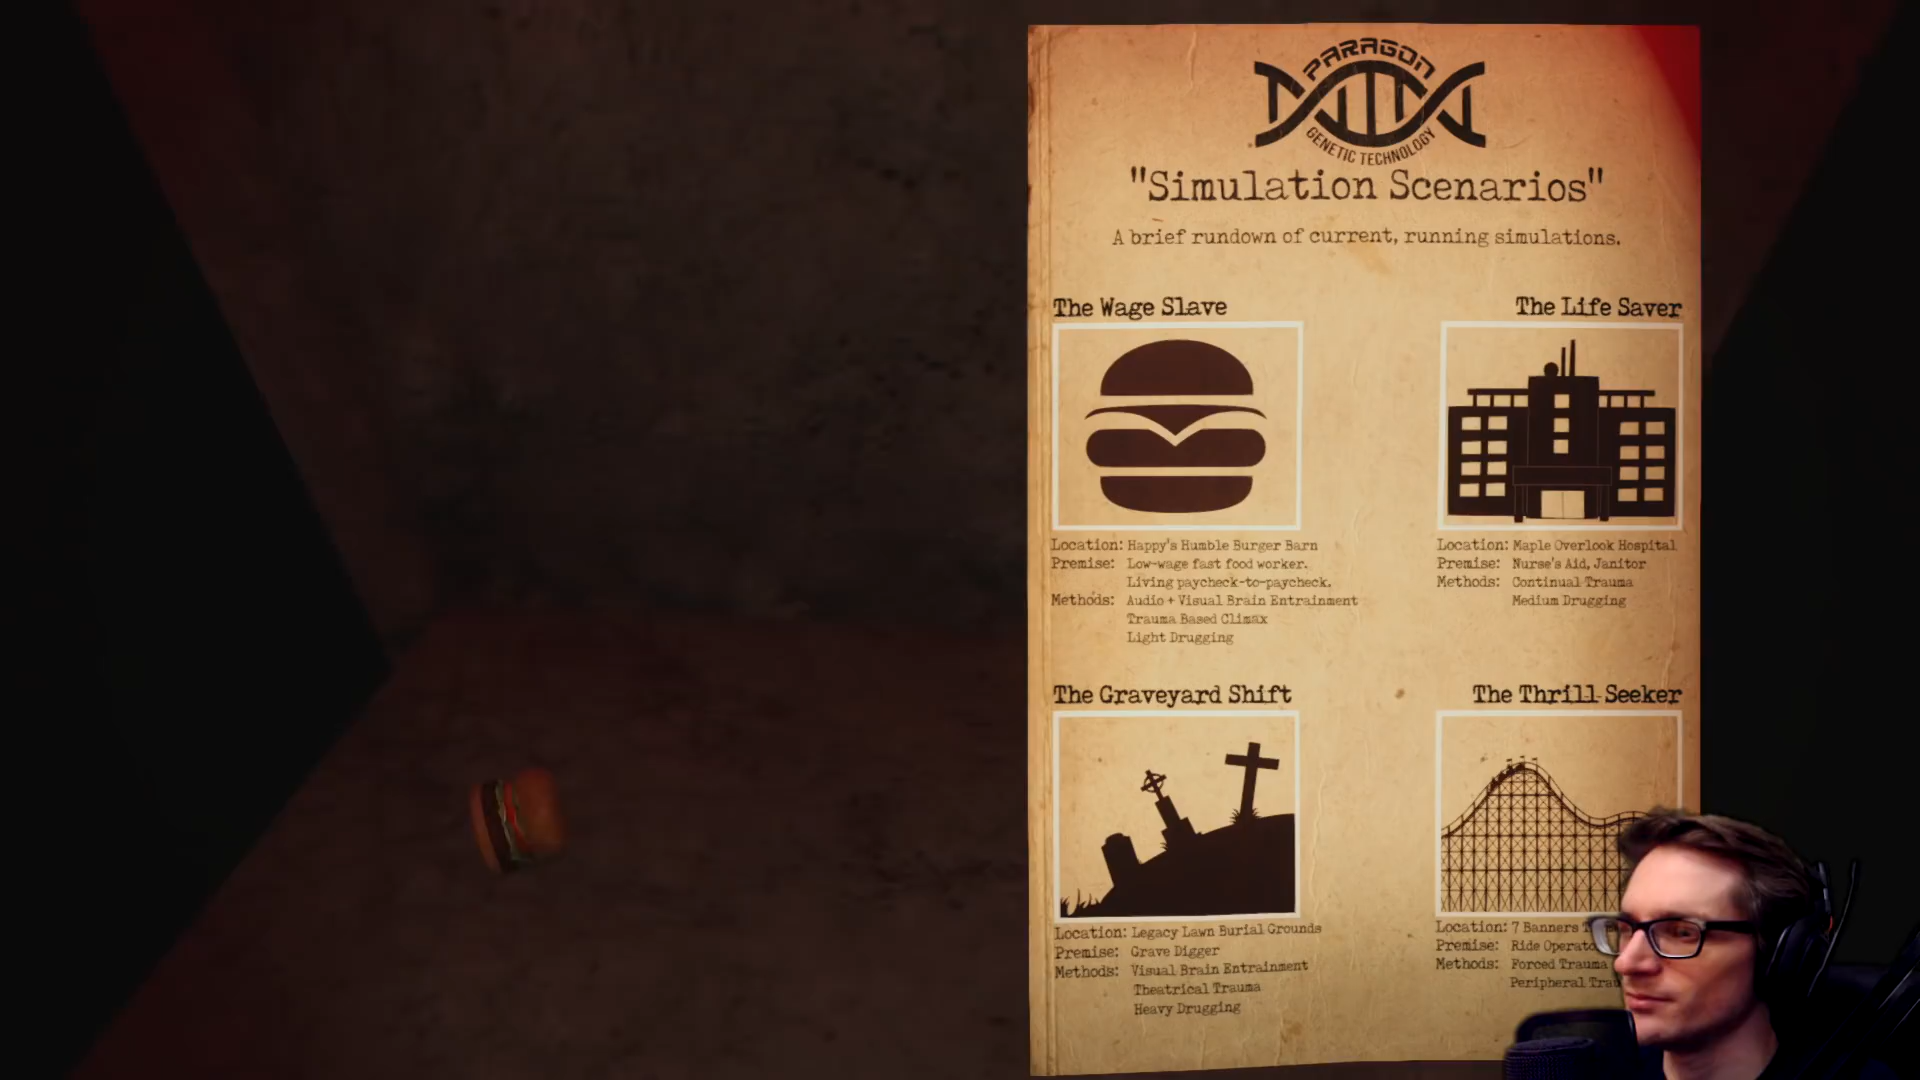 PARAGON
GENETIC TECHNOLOGY
"Simulation Scenarios"
A brief rundown of current, running simulations.
The Wage Slave
Location: Happy's Humble Burger Barn
Premise: Low-wage fast food worker.
Living paycheck-to-paycheck.
Methods: Audio + Visual Brain Entrainment
Trauma Based Climax
Light Drugging
The Life Saver
Location: Maple Overlook Hospital
Premise: Nurse's Aid, Janitor
Methods: Continual Trauma
Medium Drugging
The Graveyard Shift
Location: Legacy Lawn Burial Grounds
Premise: Grave Digger
Methods: Visual Brain Entrainment
Theatrical Trauma
Heavy Drugging
The Thrill Seeker
Location: 7 Banners
Premise: Ride
Methods: Forced Trauma
Peripheral